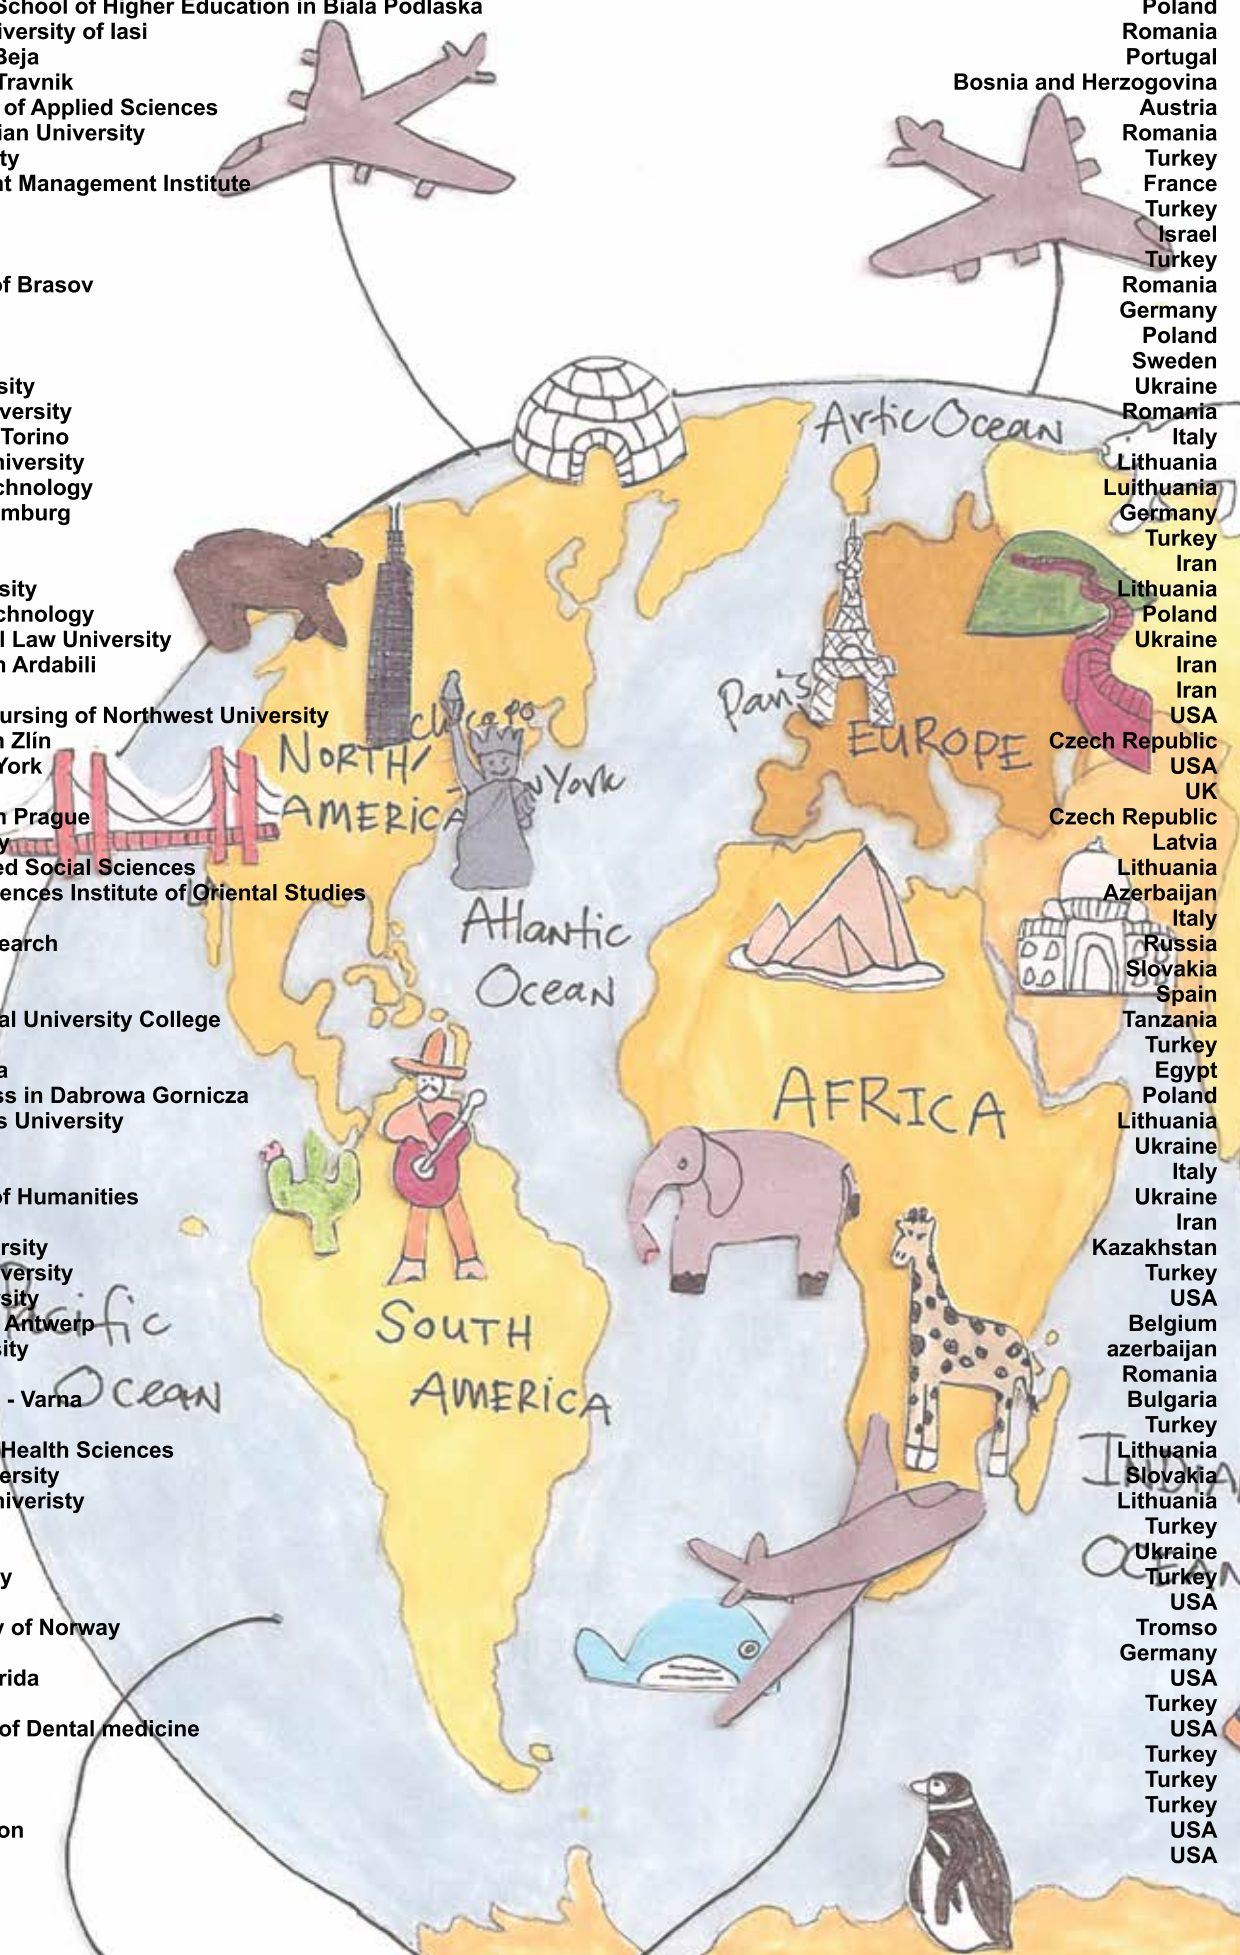 School of Higher Education in Biala Podlaska Poland
iversity of Iasi Romania
Beja Portugal
Travnik Bosnia and Herzogovina
of Applied Sciences Austria
ian University Romania
ty Turkey
nt Management Institute France
Turkey
Israel
Turkey
of Brasov Romania
Germany
Poland
Sweden
sity Ukraine
versity Romania
Torino Italy
niversity Lithuania
chnology Luithuania
mburg Germany
Turkey
Iran
sity Lithuania
chnology Poland
l Law University Ukraine
n Ardabili Iran
Iran
ursing of Northwest University USA
n Zlín Czech Republic
York USA
UK
n Prague Czech Republic
y Latvia
ed Social Sciences Lithuania
ences Institute of Oriental Studies Azerbaijan
Italy
earch Russia
Slovakia
Spain
al University College Tanzania
Turkey
a Egypt
ss in Dabrowa Gornicza Poland
s University Lithuania
Ukraine
Italy
of Humanities Ukraine
Iran
rsity Kazakhstan
versity Turkey
rsity USA
Antwerp Belgium
sity azerbaijan
Romania
- Varna Bulgaria
Turkey
Health Sciences Lithuania
ersity Slovakia
niveristy Lithuania
Turkey
Ukraine
y Turkey
USA
y of Norway Tromso
Germany
rida USA
Turkey
of Dental medicine USA
Turkey
Turkey
Turkey
on USA
USA
Artic Ocean
Paris
EUROPE
NORTH
AMERICA
York
Atlantic
Ocean
AFRICA
SOUTH
AMERICA
Pacific
Ocean
INDIA
OCEAN